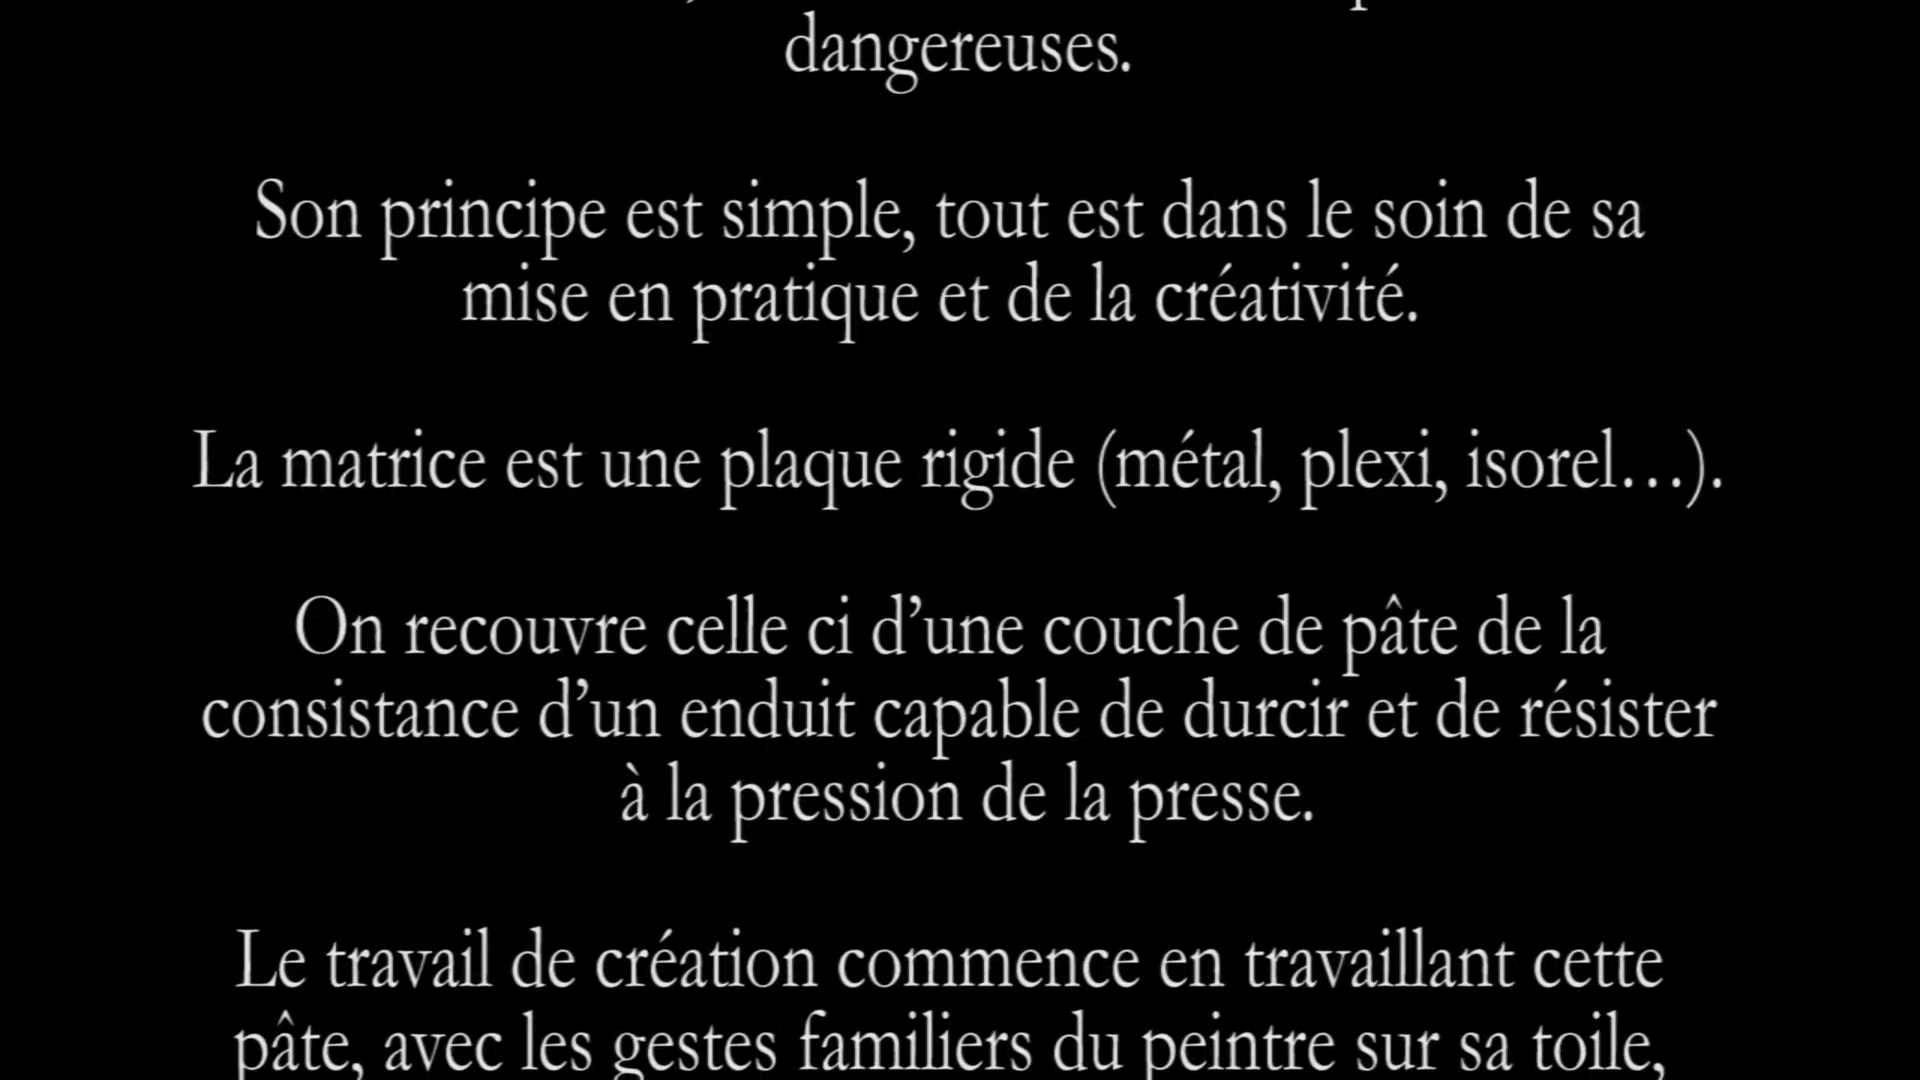 dangereuses.
Son principe est simple, tout est dans le soin de sa
mise en pratique et de la créativité.
La matrice est une plaque rigide (métal, plexi, isorel…).
On recouvre celle ci d’une couche de pâte de la
consistance d’un enduit capable de durcir et de résister
à la pression de la presse.
Le travail de création commence en travaillant cette
pâte, avec les gestes familiers du peintre sur sa toile,